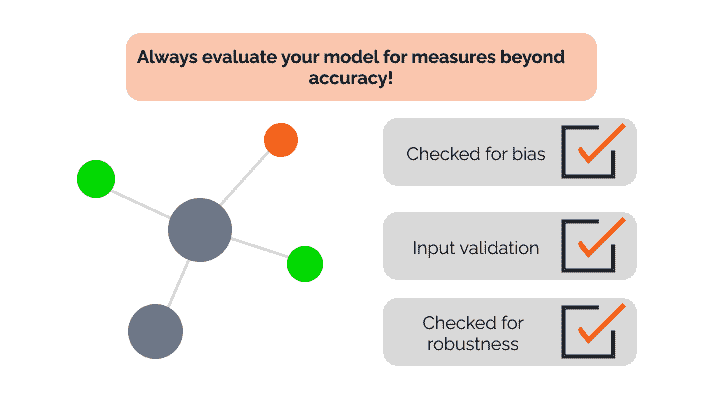 Always evaluate your model for measures beyond
accuracy!
Checked for bias
Input validation
Checked for
robustness